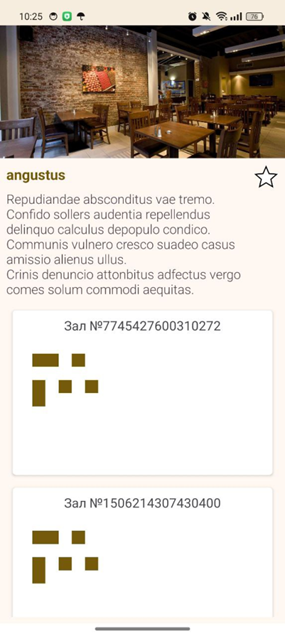 10:25
76
angustus
Repudiandae absconditus vae tremo.
Confido sollers audentia repellendus
delinquo calculus depopulo condico.
Communis vulnero cresco suadeo casus
amissio alienus ullus.
Crinis denuncio attonbitus adfectus vergo
comes solum commodi aequitas.
Зал №7745427600310272
Зал №1506214307430400